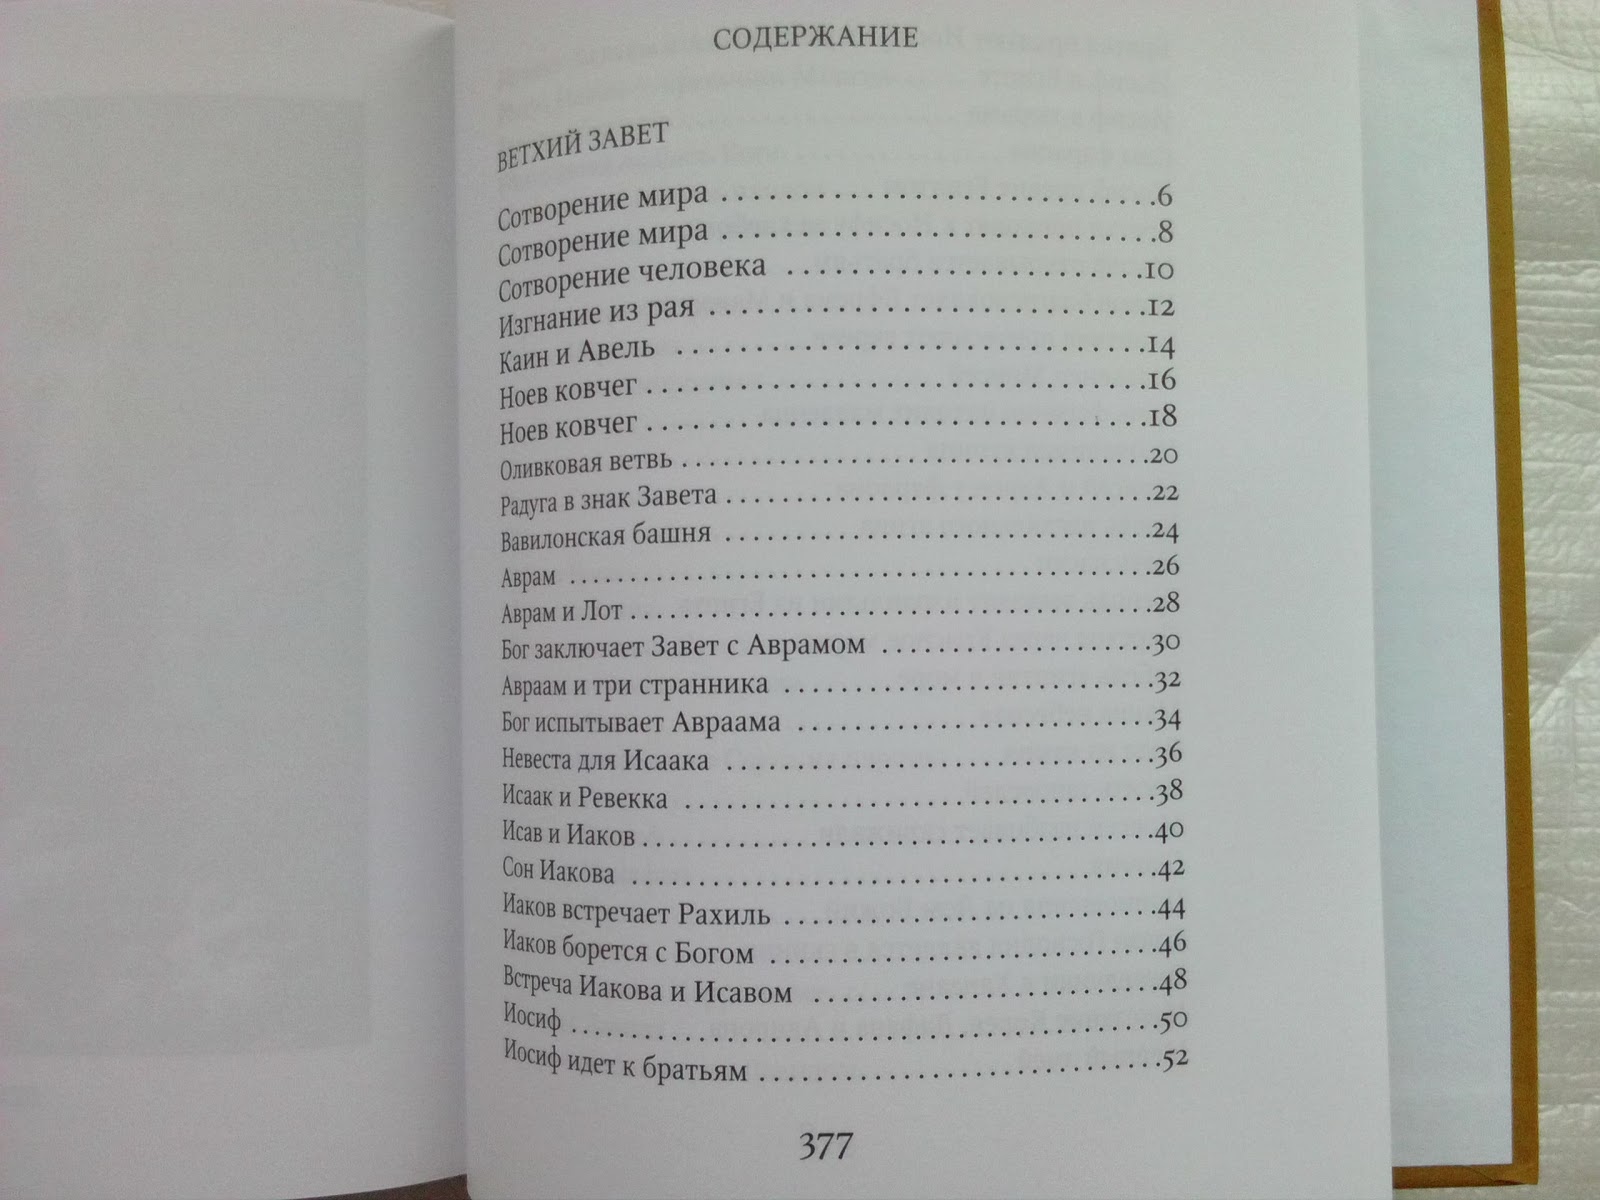 СОДЕРЖАНИЕ
ВЕТХИЙ ЗАВЕТ
Сотворение мира . . . . . . . . . . . . . . . . . . . . . . . . . . . . . . . . .6
Сотворение мира . . . . . . . . . . . . . . . . . . . . . . . . . . . . . . . . .8
Сотворение человека . . . . . . . . . . . . . . . . . . . . . . . . . . . .10
Изгнание из рая . . . . . . . . . . . . . . . . . . . . . . . . . . . . . . . . .12
Каин и Авель . . . . . . . . . . . . . . . . . . . . . . . . . . . . . . . . . . .14
Ноев ковчег . . . . . . . . . . . . . . . . . . . . . . . . . . . . . . . . . . . . .16
Ноев ковчег . . . . . . . . . . . . . . . . . . . . . . . . . . . . . . . . . . . . .18
Оливковая ветвь . . . . . . . . . . . . . . . . . . . . . . . . . . . . . . . . . .20
Радуга в знак Завета . . . . . . . . . . . . . . . . . . . . . . . . . . . . . . .22
Вавилонская башня . . . . . . . . . . . . . . . . . . . . . . . . . . . . . . .24
Аврам . . . . . . . . . . . . . . . . . . . . . . . . . . . . . . . . . . . . . . . . . .26
Аврам и Лот . . . . . . . . . . . . . . . . . . . . . . . . . . . . . . . . . . . . .28
Бог заключает Завет с Аврамом . . . . . . . . . . . . . . . . . . . .30
Авраам и три странника . . . . . . . . . . . . . . . . . . . . . . . . . . .32
Бог испытывает Авраама . . . . . . . . . . . . . . . . . . . . . . . . . .34
Невеста для Исаака . . . . . . . . . . . . . . . . . . . . . . . . . . . . . . .36
Исаак и Ревекка . . . . . . . . . . . . . . . . . . . . . . . . . . . . . . . . . .38
Исав и Иаков . . . . . . . . . . . . . . . . . . . . . . . . . . . . . . . . . . . . .40
Сон Иакова . . . . . . . . . . . . . . . . . . . . . . . . . . . . . . . . . . . . . .42
Иаков встречает Рахиль . . . . . . . . . . . . . . . . . . . . . . . . . . .44
Иаков борется с Богом . . . . . . . . . . . . . . . . . . . . . . . . . . . .46
Встреча Иакова и Исавом . . . . . . . . . . . . . . . . . . . . . . . . .48
Иосиф . . . . . . . . . . . . . . . . . . . . . . . . . . . . . . . . . . . . . . . . . .50
Иосиф идет к братьям . . . . . . . . . . . . . . . . . . . . . . . . . . . . .52
377